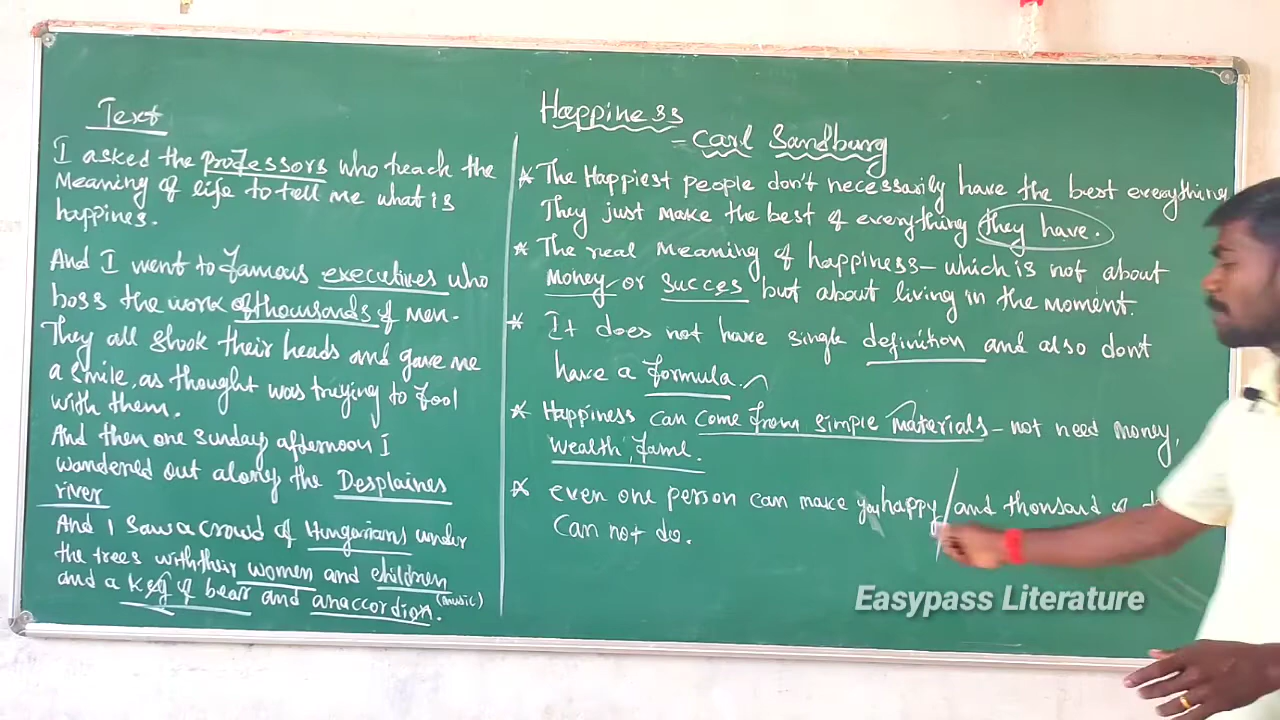 Text
I asked the professors who teach the
Meaning of life to tell me what is
happines.
And I went to famous executives who
boss the work of thousands of men.
They all shook their heads and gave me
a smile, as thought was trying to fool
with them.
And then one sunday afternoon I
wandered out along the Desplaines
river
And I saw a crowd of Hungarians under
the trees with their women and children
and a keg of bear and anaccordion. (music)
Happiness
- Carl Sandburg
* The Happiest people don't necessarily have the best everything
They just make the best of everything they have.
* The real Meaning of happiness - which is not about
Money or succes but about living in the moment.
* It does not have single definition and also dont
have a formula.
* Happiness can come from simple materials - not need money,
wealth, fame.
* even one person can make you happy and thousand of
Can not do.
Easypass Literature